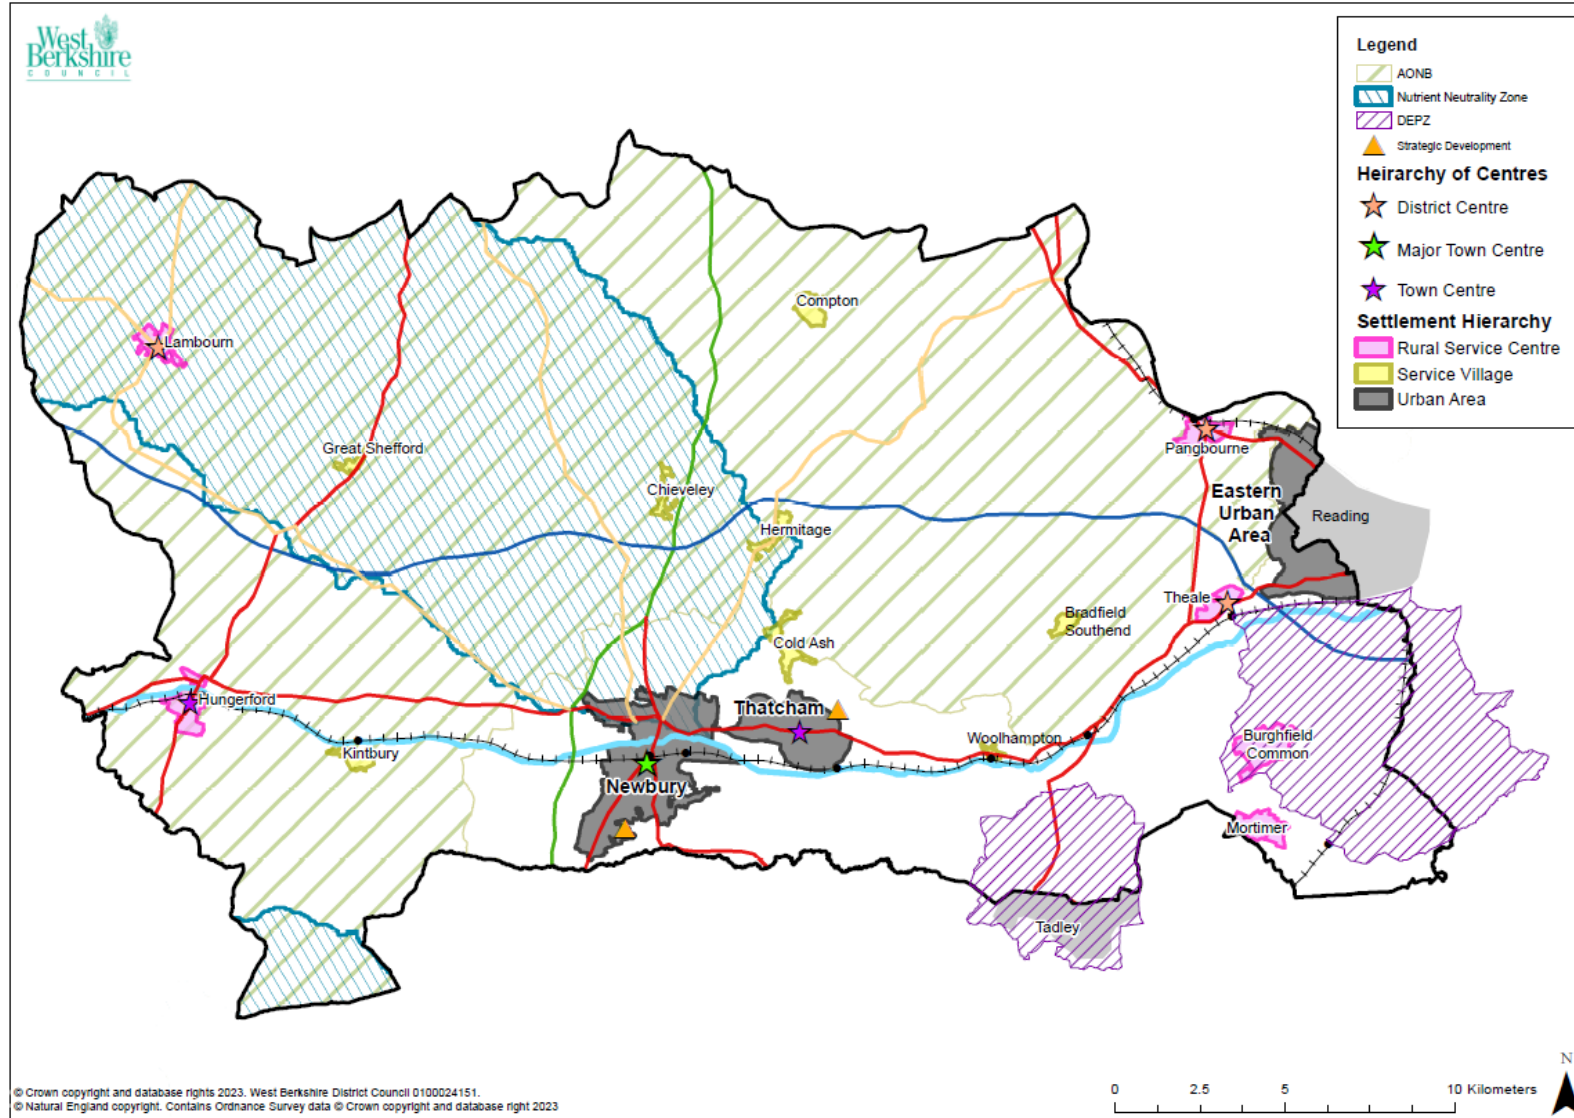 West
Berkshire
COUNCIL
Legend
AONB
Nutrient Neutrality Zone
DEPZ
Strategic Development
Heirarchy of Centres
District Centre
Major Town Centre
Town Centre
Settlement Hierarchy
Rural Service Centre
Service Village
Urban Area
Compton
Lambourn
Great Shefford
Pangbourne
Chieveley
Eastern
Urban
Area
Reading
Hermitage
Theale
Bradfield
Southend
Cold Ash
Hungerford
Thatcham
Kintbury
Woolhampton
Burghfield
Common
Newbury
Mortimer
Tadley
N
0 2.5 5 10 Kilometers
© Crown copyright and database rights 2023. West Berkshire District Council 0100024151.
© Natural England copyright. Contains Ordnance Survey data © Crown copyright and database right 2023